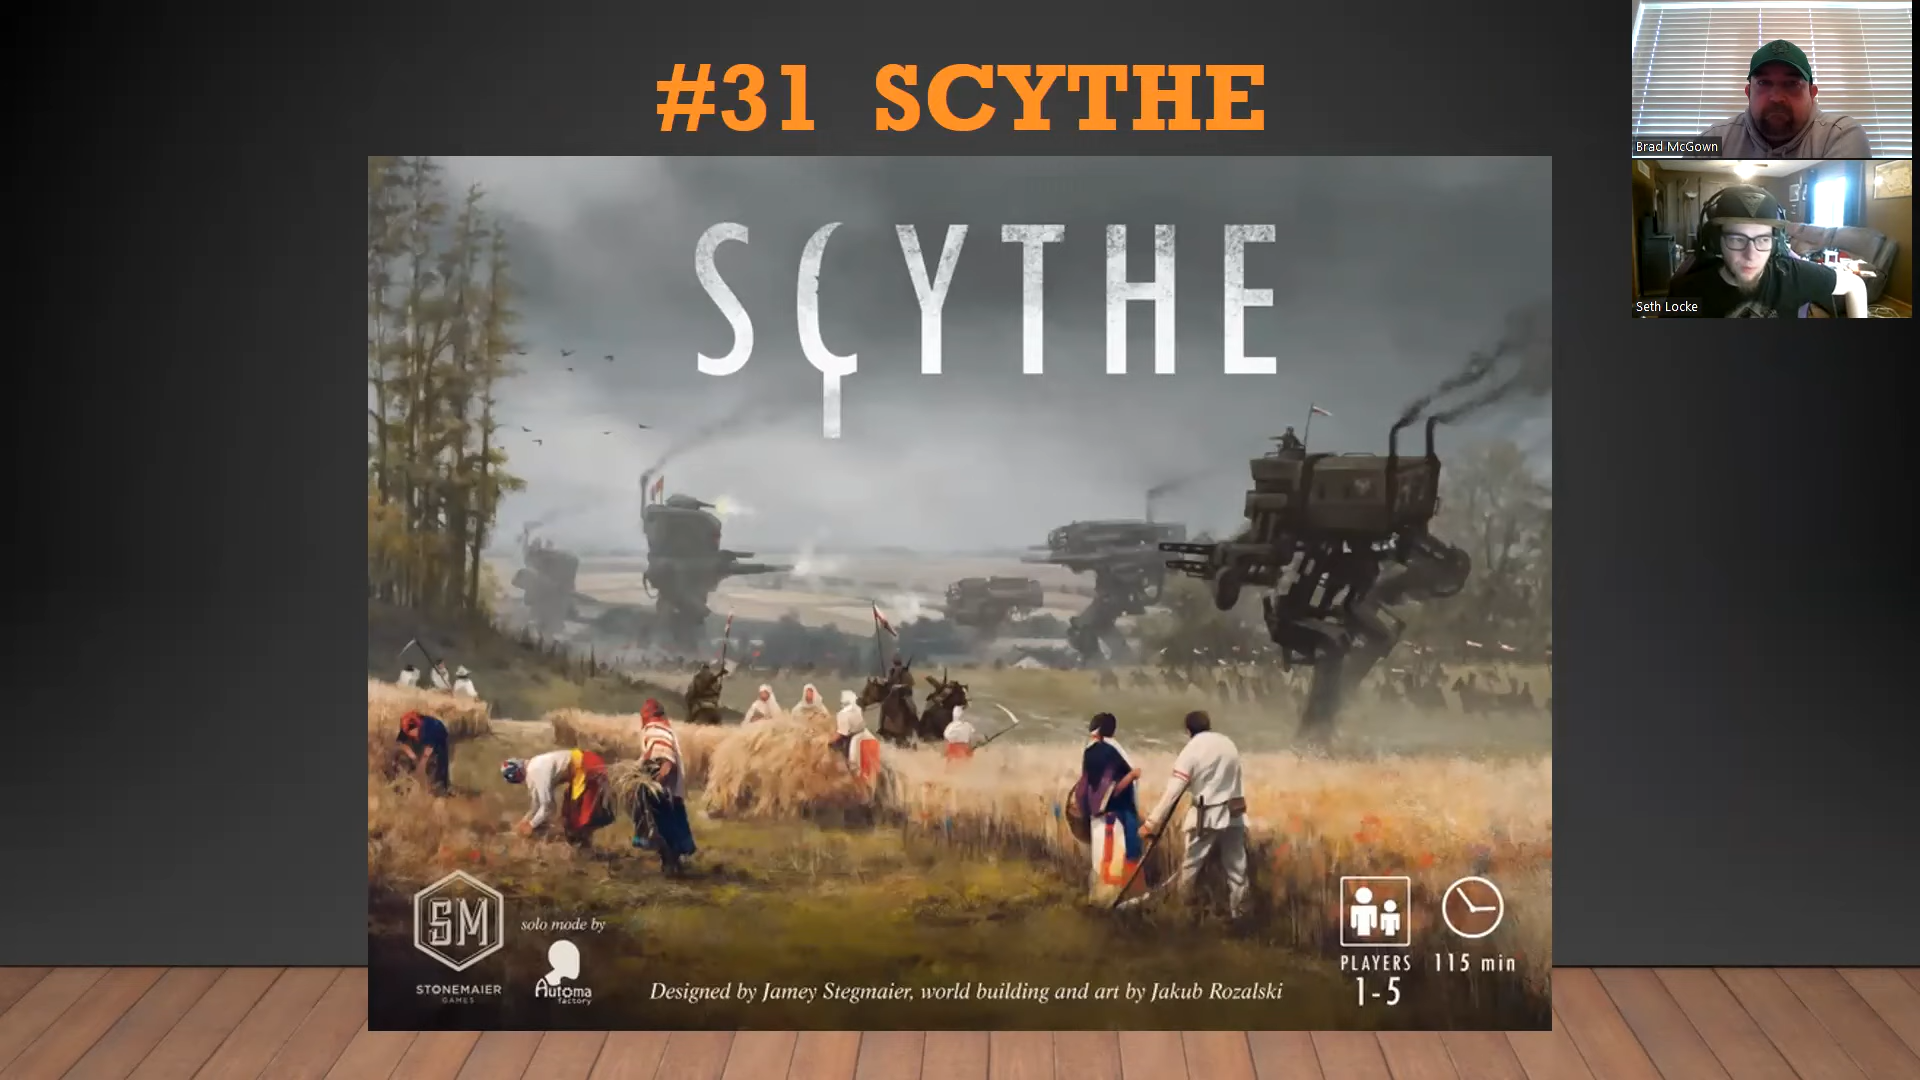 #31 SCYTHE
Brad McGown
Seth Locke
SCYTHE
SM
STONEMAIER
GAMES
solo mode by
Automa
factory
Designed by Jamey Stegmaier, world building and art by Jakub Rozalski
PLAYERS
1-5
115 min